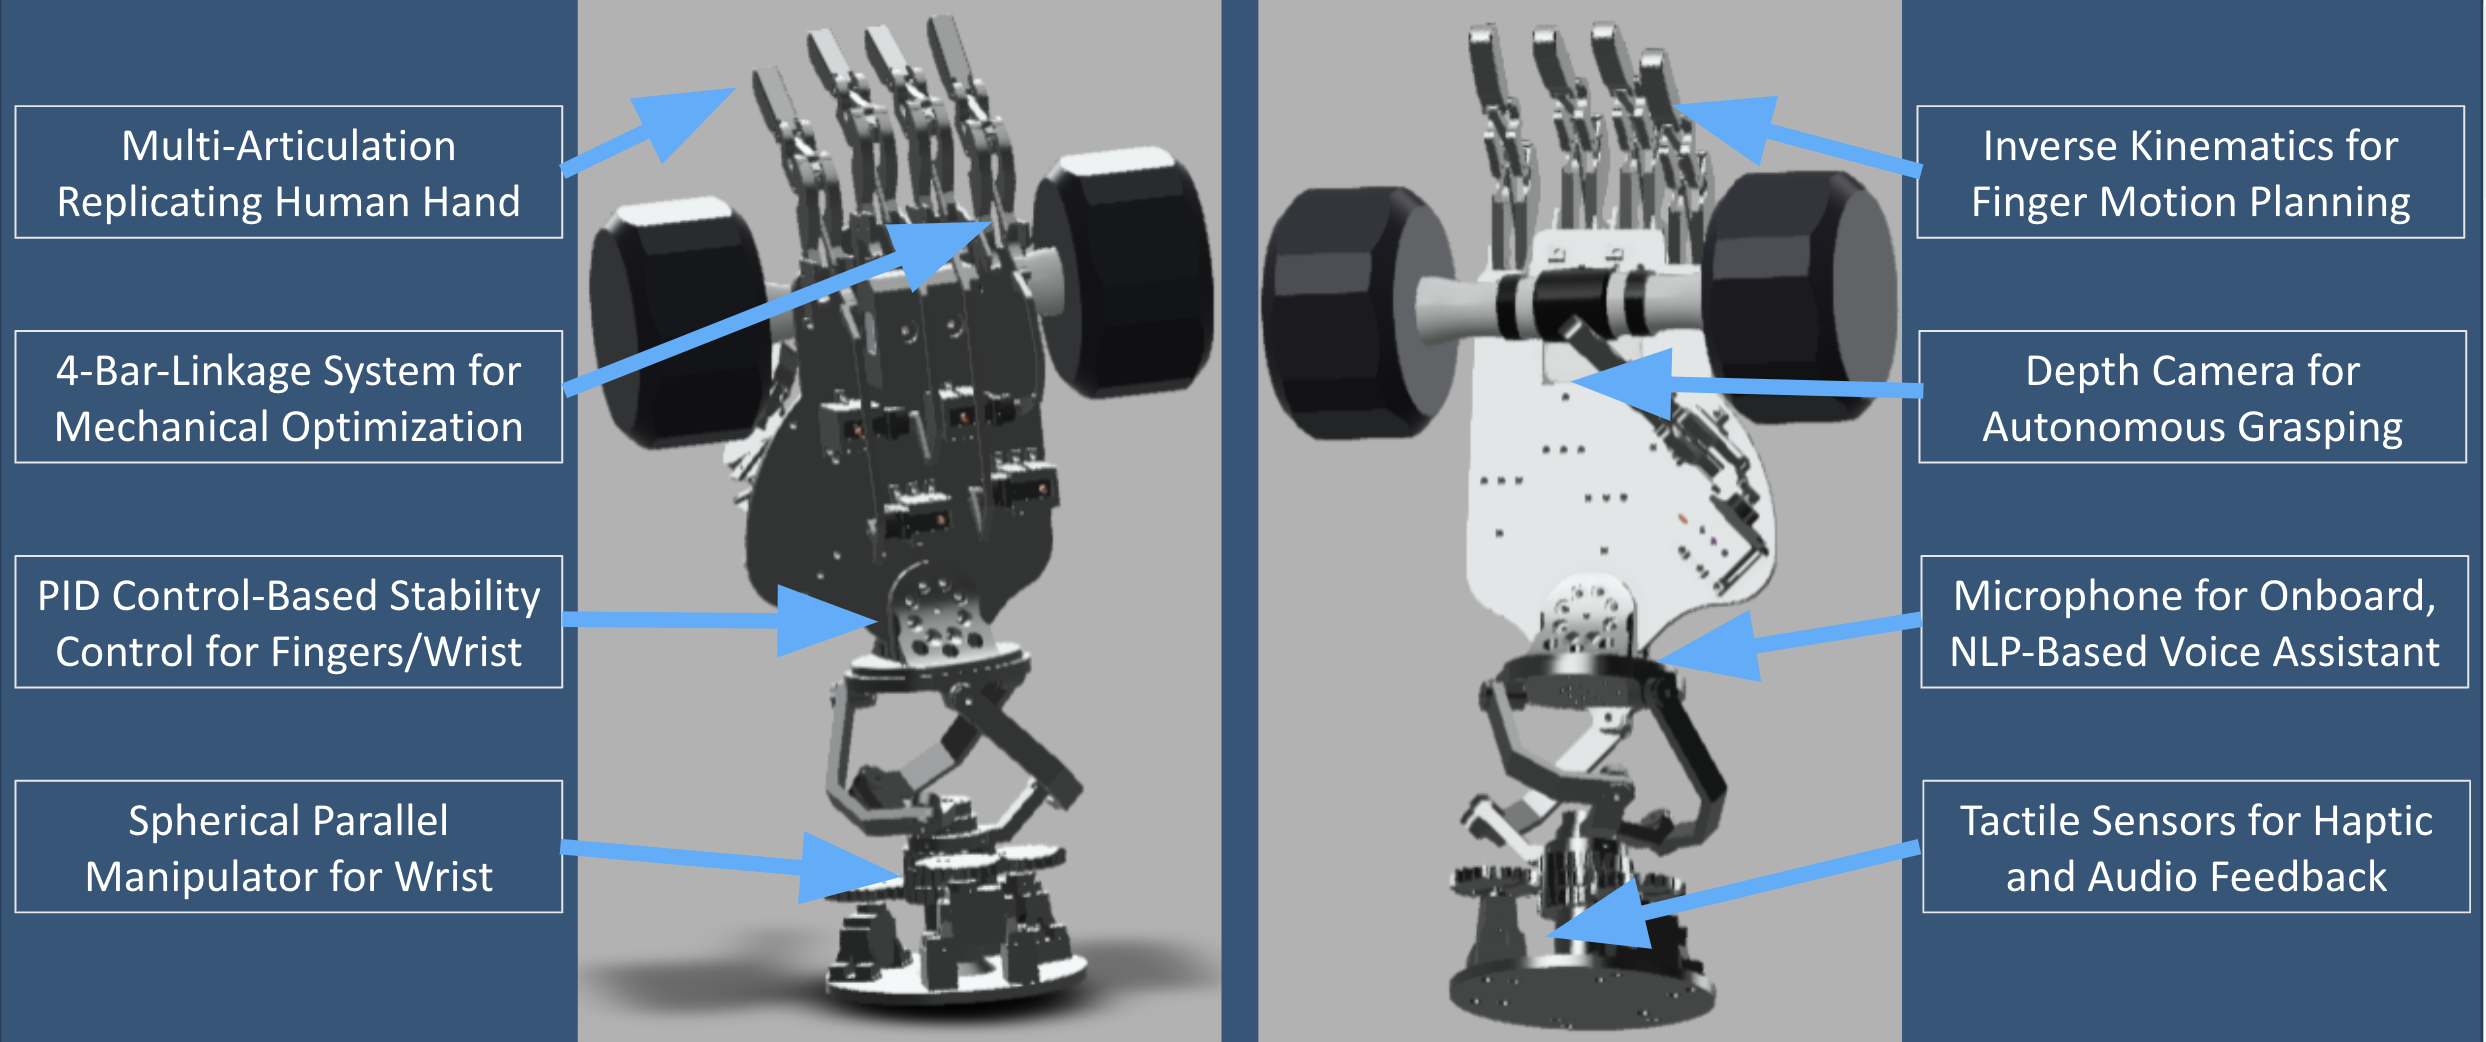 Multi-Articulation
Replicating Human Hand
4-Bar-Linkage System for
Mechanical Optimization
PID Control-Based Stability
Control for Fingers/Wrist
Spherical Parallel
Manipulator for Wrist
Inverse Kinematics for
Finger Motion Planning
Depth Camera for
Autonomous Grasping
Microphone for Onboard,
NLP-Based Voice Assistant
Tactile Sensors for Haptic
and Audio Feedback